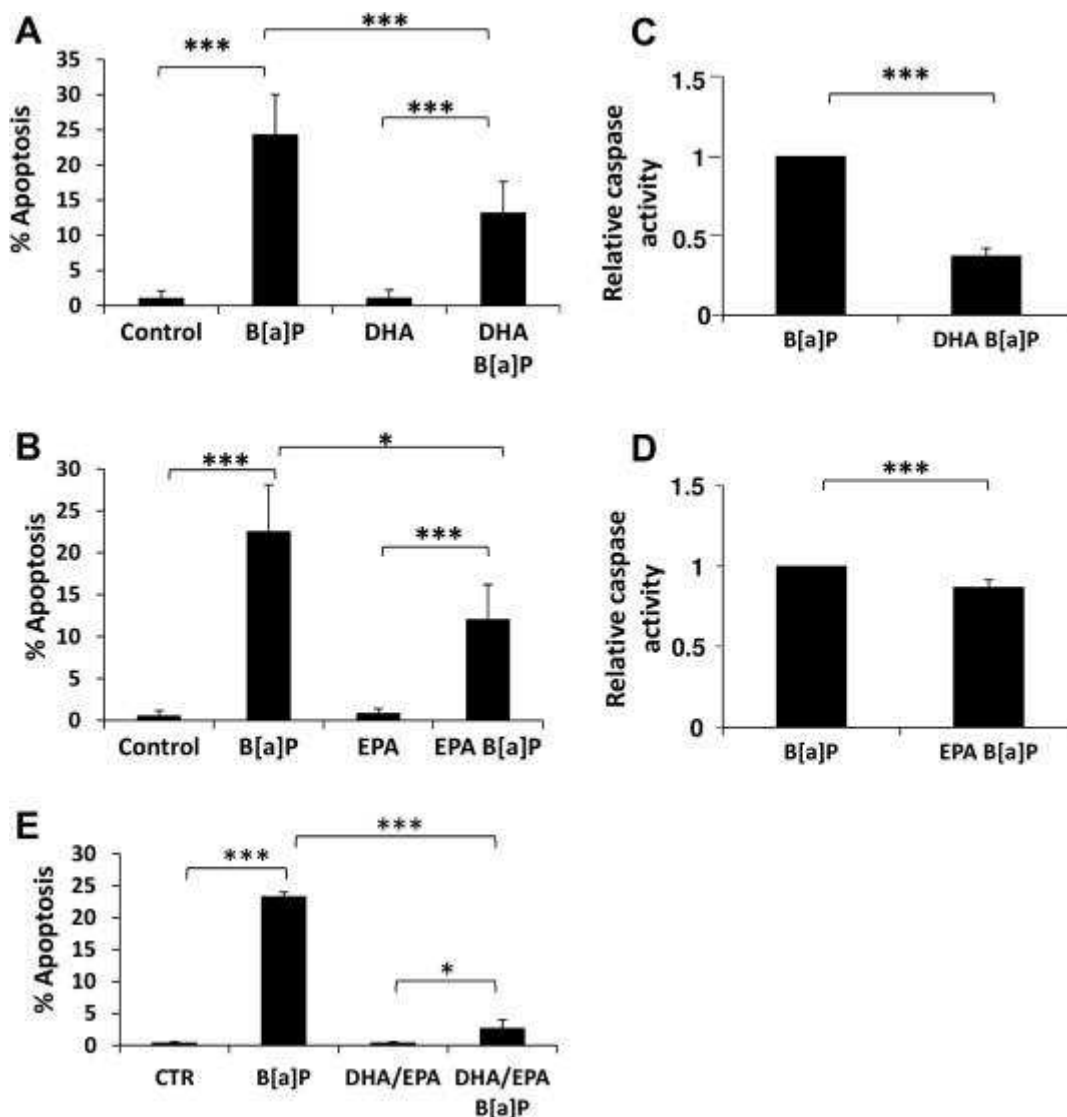 A
***
***
***
35
30
25
20
15
10
5
0
% Apoptosis
Control B[a]P DHA DHA
B[a]P
C
***
1.5
1
0.5
0
Relative caspase
activity
B[a]P DHA B[a]P
B
*
***
***
30
25
20
15
10
5
0
% Apoptosis
Control B[a]P EPA EPA B[a]P
D
***
1.5
1
0.5
0
Relative caspase
activity
B[a]P EPA B[a]P
E
***
***
*
30
25
20
15
10
5
0
% Apoptosis
CTR B[a]P DHA/EPA DHA/EPA
B[a]P